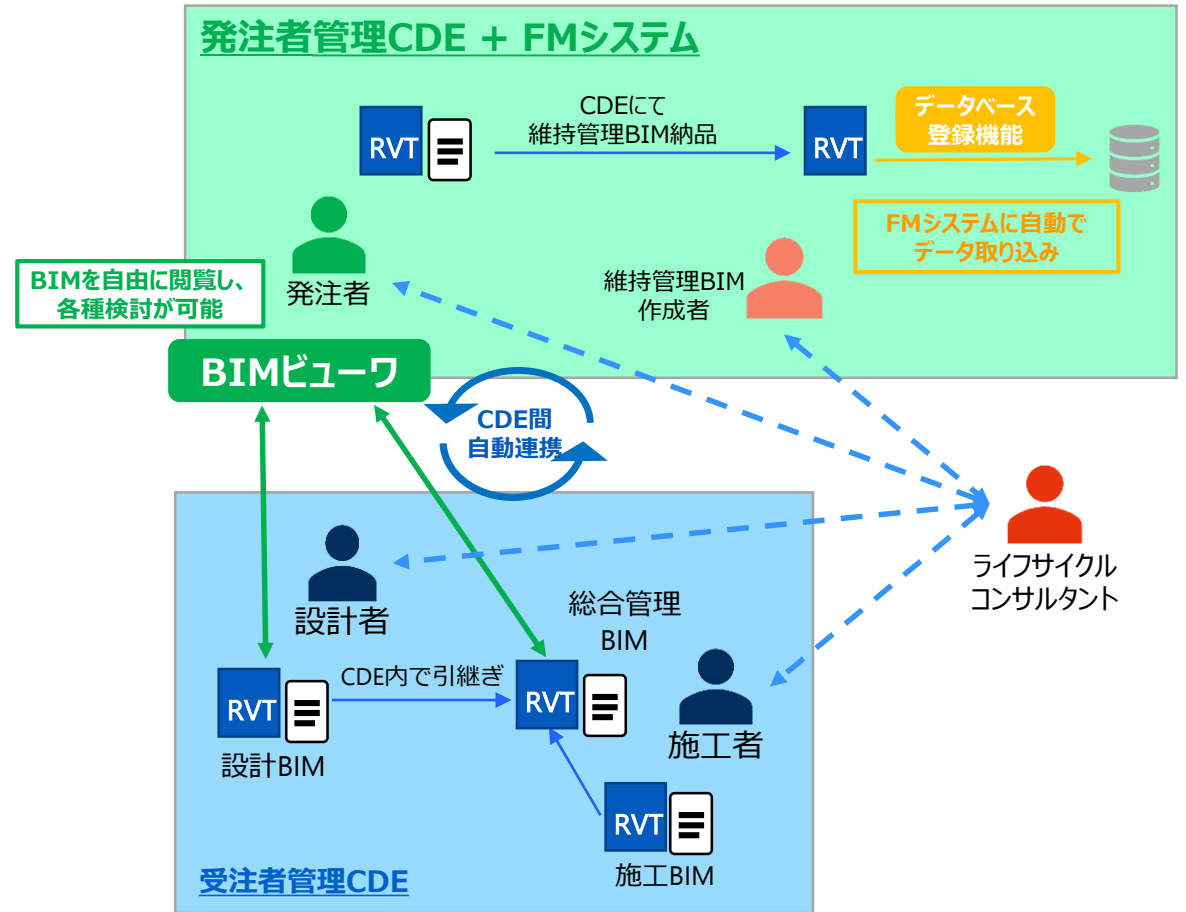 発注者管理CDE + FMシステム
RVT
CDEにて
維持管理BIM納品
RVT
データベース
登録機能
FMシステムに自動で
データ取り込み
発注者
維持管理BIM
作成者
BIMを自由に閲覧し、
各種検討が可能
BIMビューワ
CDE間
自動連携
ライフサイクル
コンサルタント
設計者
総合管理
BIM
RVT
CDE内で引継ぎ
RVT
設計BIM
施工者
RVT
施工BIM
受注者管理CDE